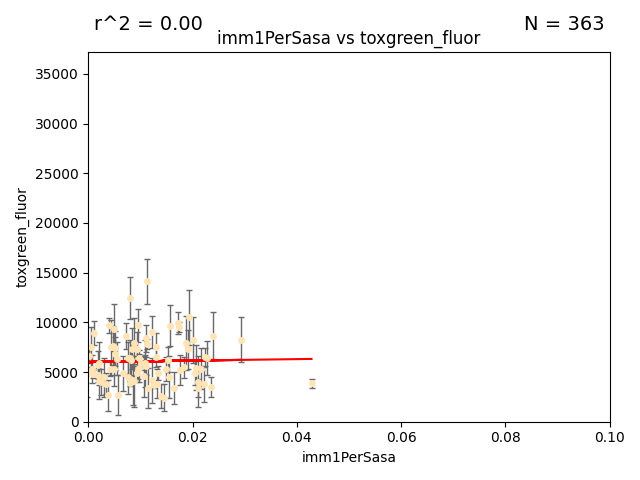 r^2 = 0.00
N = 363
imm1PerSasa vs toxgreen_fluor
toxgreen_fluor
35000
30000
25000
20000
15000
10000
5000
0
0.00
0.02
0.04
0.06
0.08
0.10
imm1PerSasa